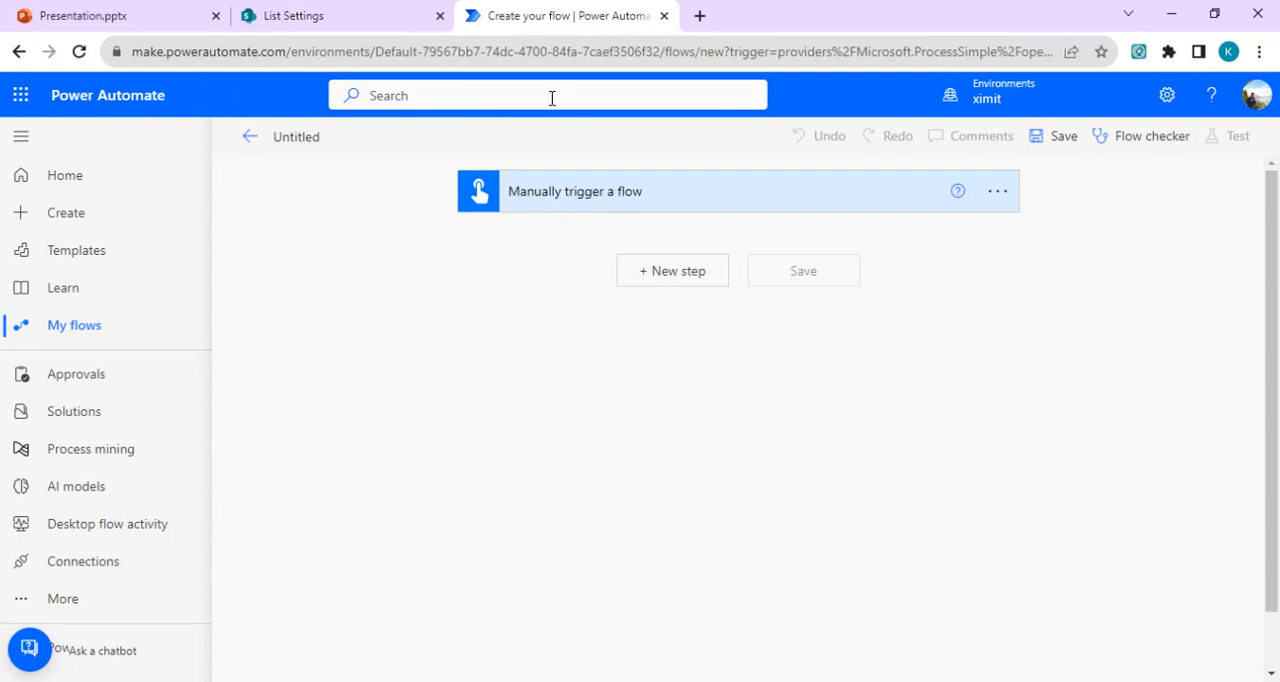 Presentation.pptx
List Settings
Create your flow | Power Automa
make.powerautomate.com/environments/Default-79567bb7-74dc-4700-84fa-7caef3506f32/flows/new?trigger=providers%2FMicrosoft.ProcessSimple%2Fope...
K
Power Automate
Search
Environments
ximit
Untitled
Undo
Redo
Comments
Save
Flow checker
Test
Manually trigger a flow
+ New step
Save
Home
Create
Templates
Learn
My flows
Approvals
Solutions
Process mining
AI models
Desktop flow activity
Connections
More
Ask a chatbot